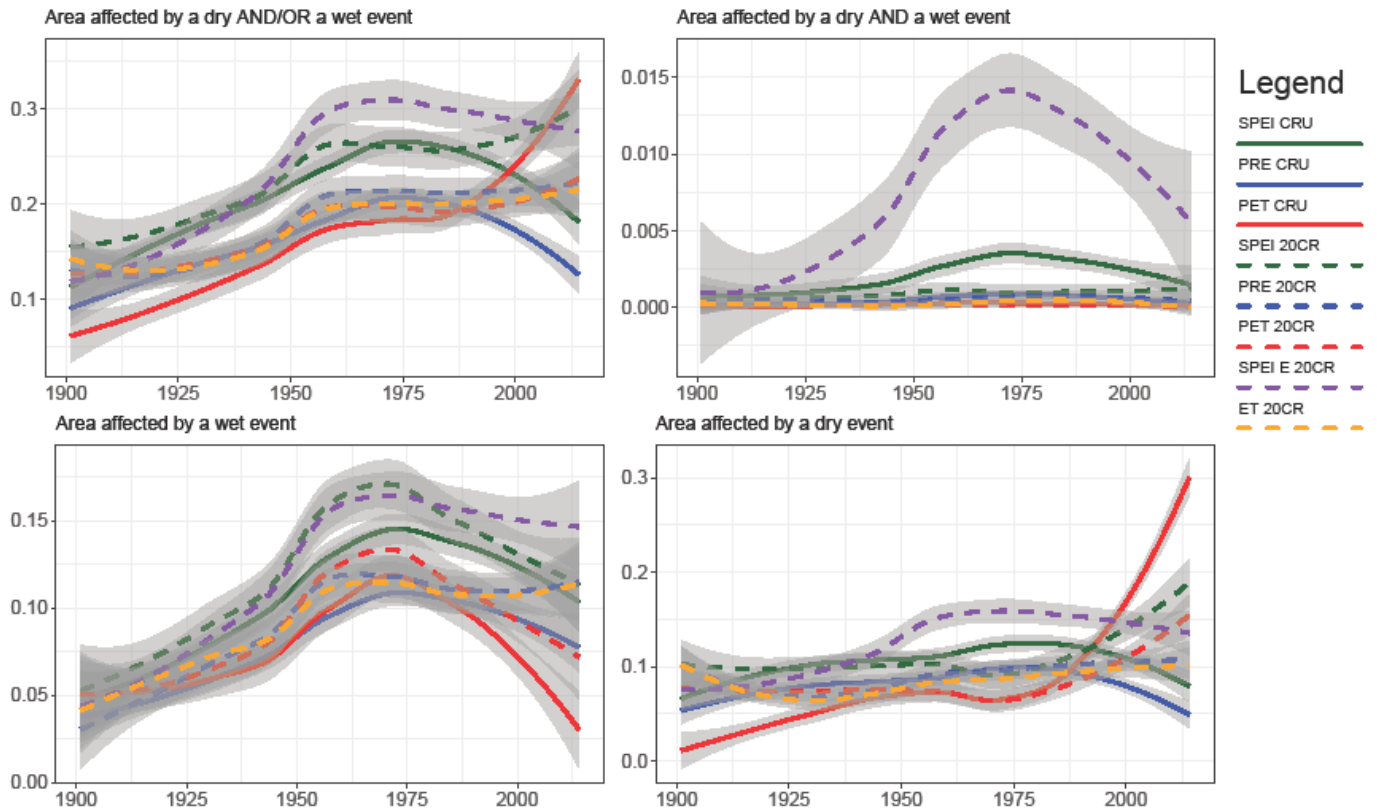 Area affected by a dry AND/OR a wet event
0.3
0.2
0.1
1900 1925 1950 1975 2000
Area affected by a dry AND a wet event
0.015
0.010
0.005
0.000
1900 1925 1950 1975 2000
Legend
SPEI CRU
PRE CRU
PET CRU
SPEI 20CR
PRE 20CR
PET 20CR
SPEI E 20CR
ET 20CR
Area affected by a wet event
0.15
0.10
0.05
0.00
1900 1925 1950 1975 2000
Area affected by a dry event
0.3
0.2
0.1
0.0
1900 1925 1950 1975 2000